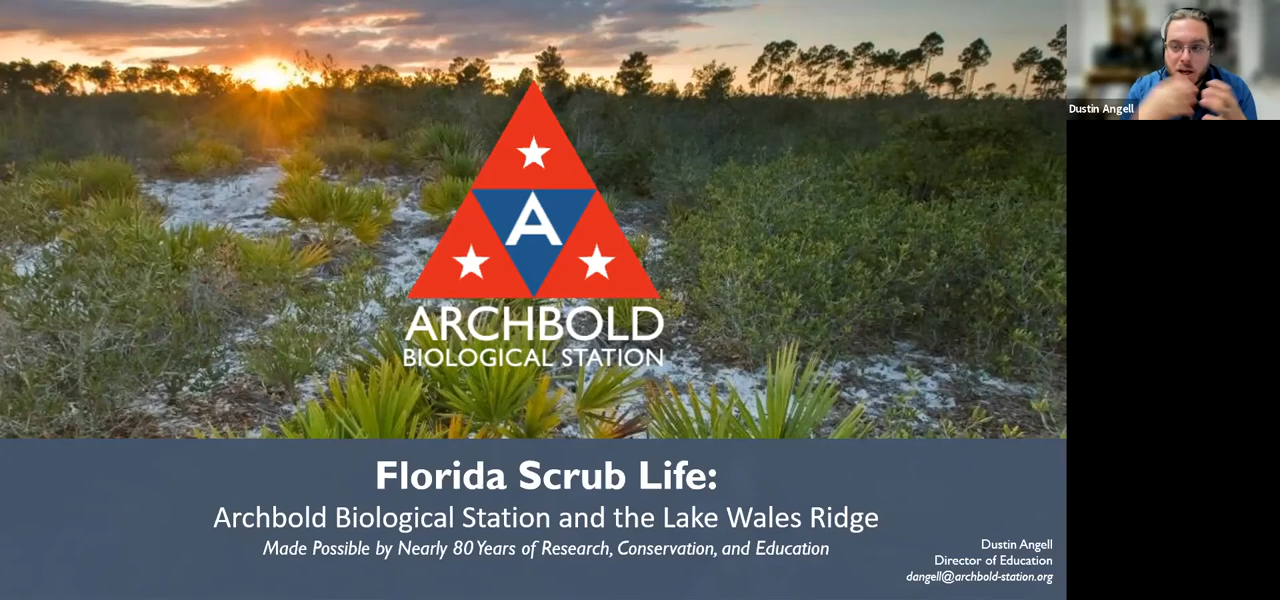 Dustin Angell
A
ARCHBOLD
BIOLOGICAL STATION
Florida Scrub Life:
Archbold Biological Station and the Lake Wales Ridge
Made Possible by Nearly 80 Years of Research, Conservation, and Education
Dustin Angell
Director of Education
dangell@archbold-station.org